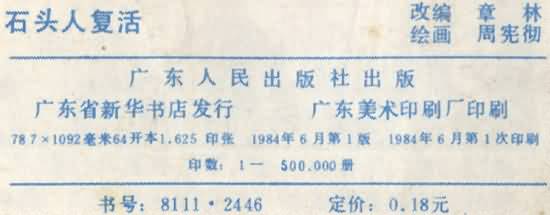 石头人复活
改编 章林
绘画 周宪彻
广东人民出版社出版
广东省新华书店发行 广东美术印刷厂印刷
787×1092毫米64开本1.625 印张 1984年6月第1版 1984年6月第1次印刷
印数：1— 500.000册
书号：8111·2446 定价：0.18元